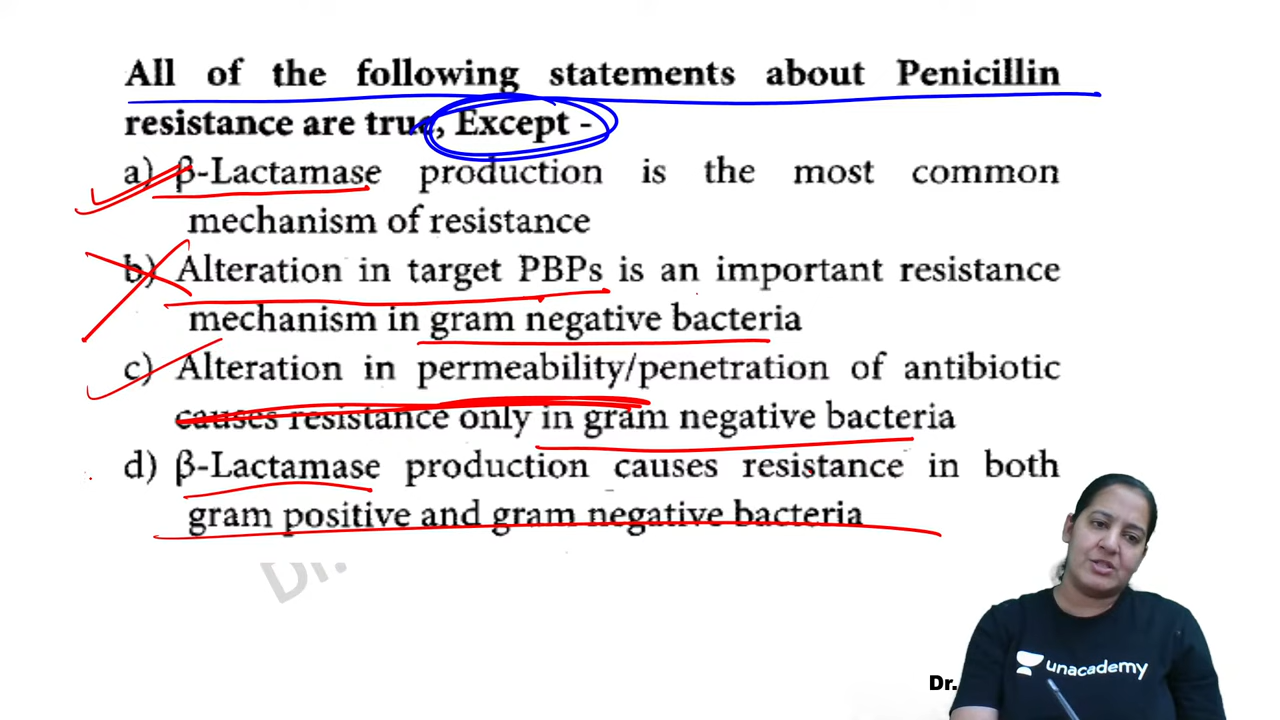 All of the following statements about Penicillin
resistance are true, Except -
a) β-Lactamase production is the most common
mechanism of resistance
b) Alteration in target PBPs is an important resistance
mechanism in gram negative bacteria
c) Alteration in permeability/penetration of antibiotic
causes resistance only in gram negative bacteria
d) β-Lactamase production causes resistance in both
gram positive and gram negative bacteria
Dr.
unacademy
Dr.